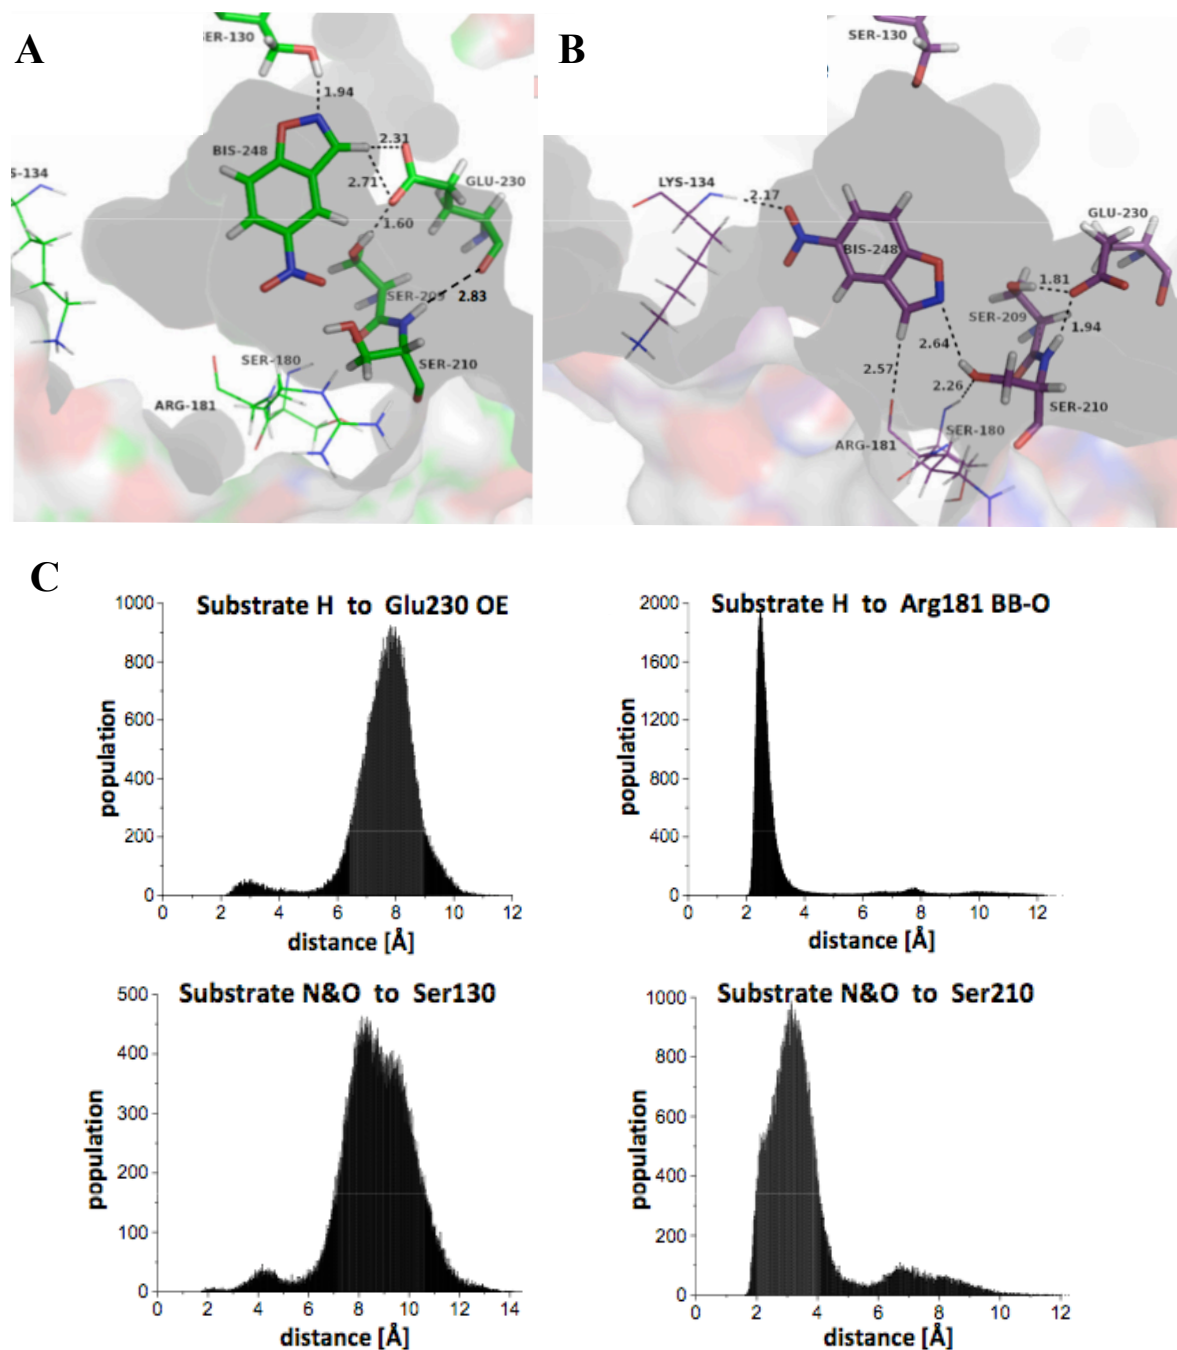 A
SER-130
1.94
BIS-248
2.31
2.71
GLU-230
S-134
1.60
SER-209
2.83
SER-180
SER-210
ARG-181
B
SER-130
LYS-134
2.17
GLU-230
BIS-248
1.81
SER-209
1.94
2.64
2.57
2.26
SER-210
ARG-181
SER-180
C
Substrate H to Glu230 OE
population
1000
800
600
400
200
0
0 2 4 6 8 10 12
distance [Å]
Substrate H to Arg181 BB-O
population
2000
1600
1200
800
400
0
0 2 4 6 8 10 12
distance [Å]
Substrate N&O to Ser130
population
500
400
300
200
100
0
0 2 4 6 8 10 12 14
distance [Å]
Substrate N&O to Ser210
population
1000
800
600
400
200
0
0 2 4 6 8 10 12
distance [Å]